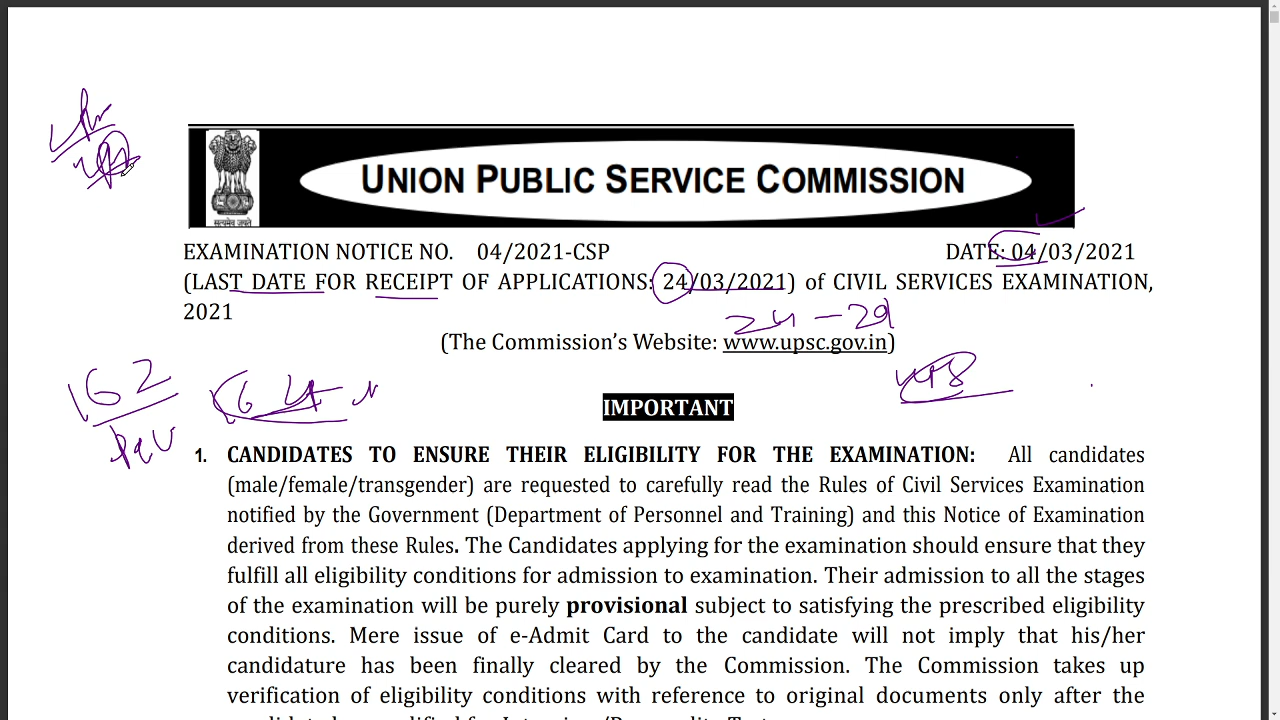 UNION PUBLIC SERVICE COMMISSION
EXAMINATION NOTICE NO. 04/2021-CSP DATE: 04/03/2021
(LAST DATE FOR RECEIPT OF APPLICATIONS: 24/03/2021) of CIVIL SERVICES EXAMINATION,
2021
24 - 29
(The Commission's Website: www.upsc.gov.in)
62 64
IMPORTANT
1. CANDIDATES TO ENSURE THEIR ELIGIBILITY FOR THE EXAMINATION: All candidates
(male/female/transgender) are requested to carefully read the Rules of Civil Services Examination
notified by the Government (Department of Personnel and Training) and this Notice of Examination
derived from these Rules. The Candidates applying for the examination should ensure that they
fulfill all eligibility conditions for admission to examination. Their admission to all the stages
of the examination will be purely provisional subject to satisfying the prescribed eligibility
conditions. Mere issue of e-Admit Card to the candidate will not imply that his/her
candidature has been finally cleared by the Commission. The Commission takes up
verification of eligibility conditions with reference to original documents only after the